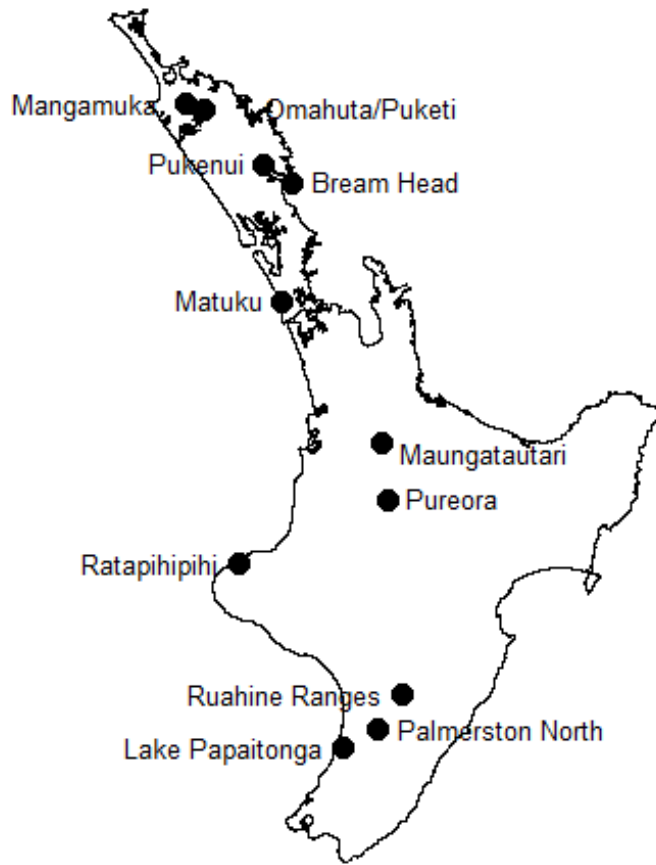 Mangamuka
Omahuta/Puketi
Pukenui
Bream Head
Matuku
Maungatautari
Pureora
Ratapihipihi
Ruahine Ranges
Palmerston North
Lake Papaitonga